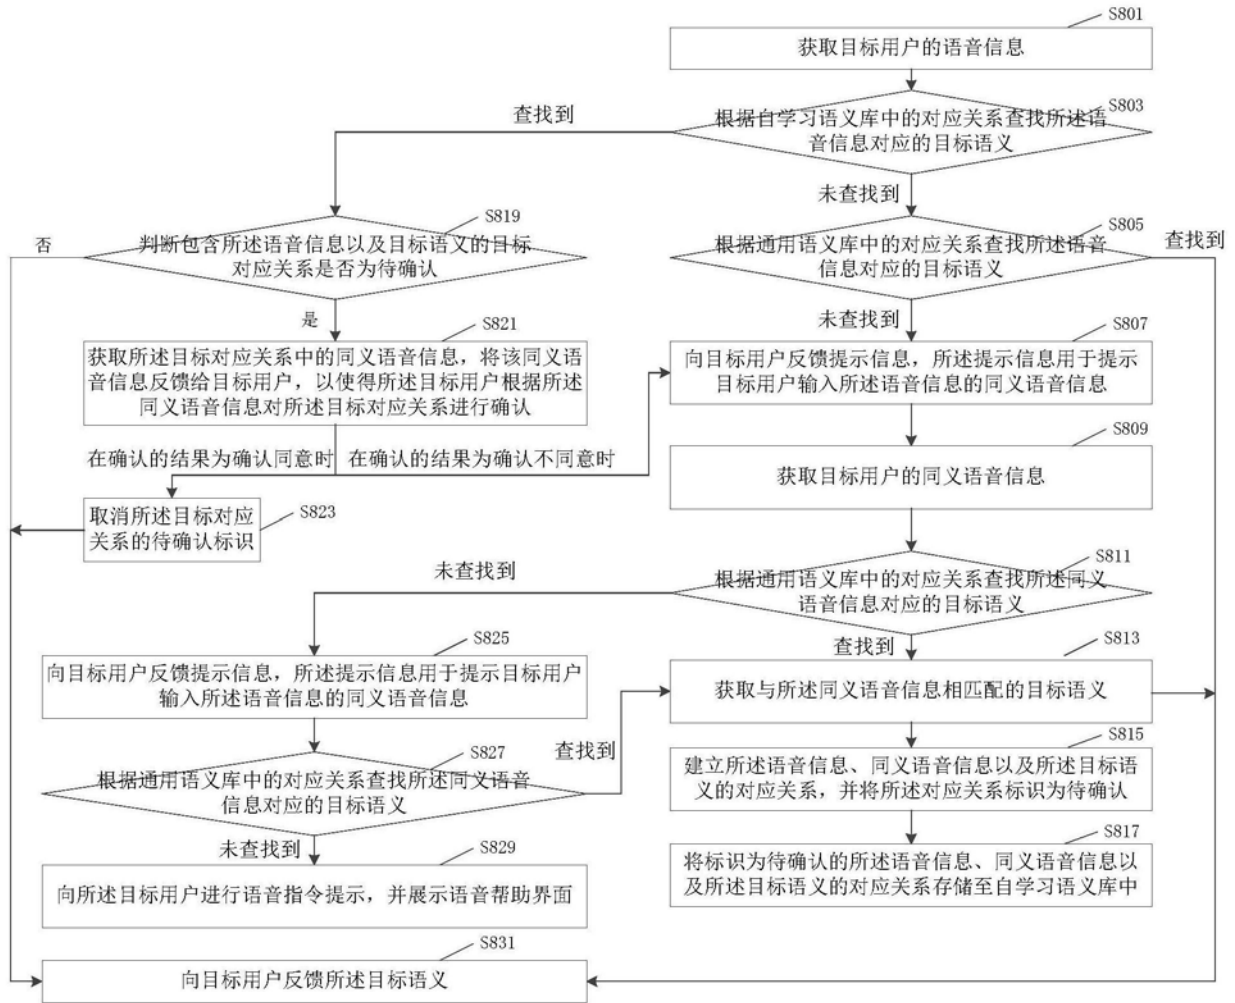 S801
获取目标用户的语音信息
S803
根据自学习语义库中的对应关系查找所述语
音信息对应的目标语义
查找到
未查找到
S805
根据通用语义库中的对应关系查找所述语音
信息对应的目标语义
查找到
未查找到
S819
判断包含所述语音信息以及目标语义的目标
对应关系是否为待确认
否
是
S821
获取所述目标对应关系中的同义语音信息，将该同义语
音信息反馈给目标用户，以使得所述目标用户根据所述
同义语音信息对所述目标对应关系进行确认
S807
向目标用户反馈提示信息，所述提示信息用于提示
目标用户输入所述语音信息的同义语音信息
在确认的结果为确认同意时
在确认的结果为确认不同意时
S809
获取目标用户的同义语音信息
S823
取消所述目标对应
关系的待确认标识
S811
根据通用语义库中的对应关系查找所述同义
语音信息对应的目标语义
未查找到
查找到
S825
向目标用户反馈提示信息，所述提示信息用于提示目标用户
输入所述语音信息的同义语音信息
S813
获取与所述同义语音信息相匹配的目标语义
S827
根据通用语义库中的对应关系查找所述同义语音
信息对应的目标语义
查找到
未查找到
S815
建立所述语音信息、同义语音信息以及所述目标语
义的对应关系，并将所述对应关系标识为待确认
S829
向所述目标用户进行语音指令提示，并展示语音帮助界面
S817
将标识为待确认的所述语音信息、同义语音信息以
及所述目标语义的对应关系存储至自学习语义库中
S831
向目标用户反馈所述目标语义